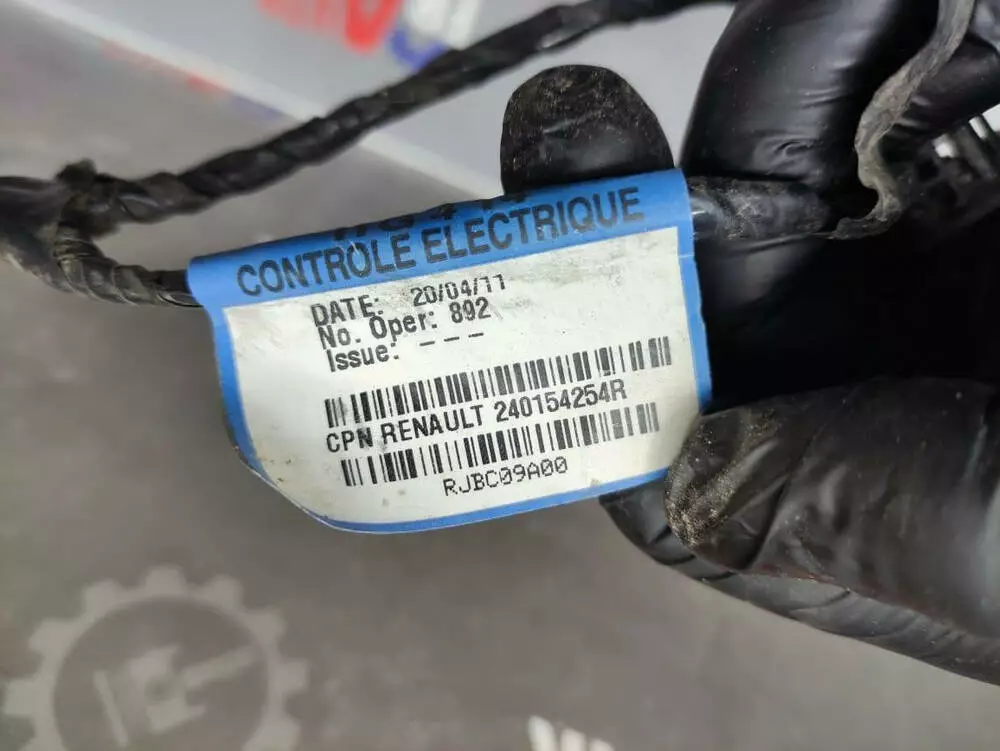 CONTROLE ELECTRIQUE
DATE: 20/04/11
No. Oper: 892
Issue: - - -
CPN RENAULT 240154254R
RJBC09A00